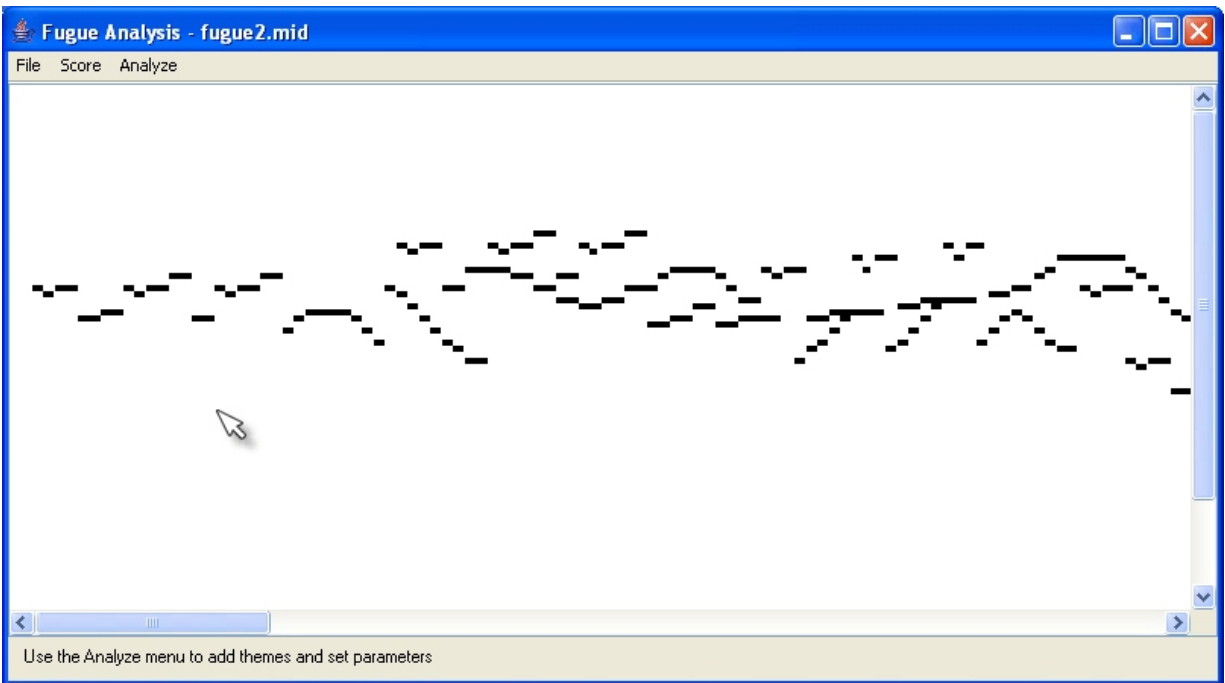 Fugue Analysis - fugue2.mid
File Score Analyze
Use the Analyze menu to add themes and set parameters